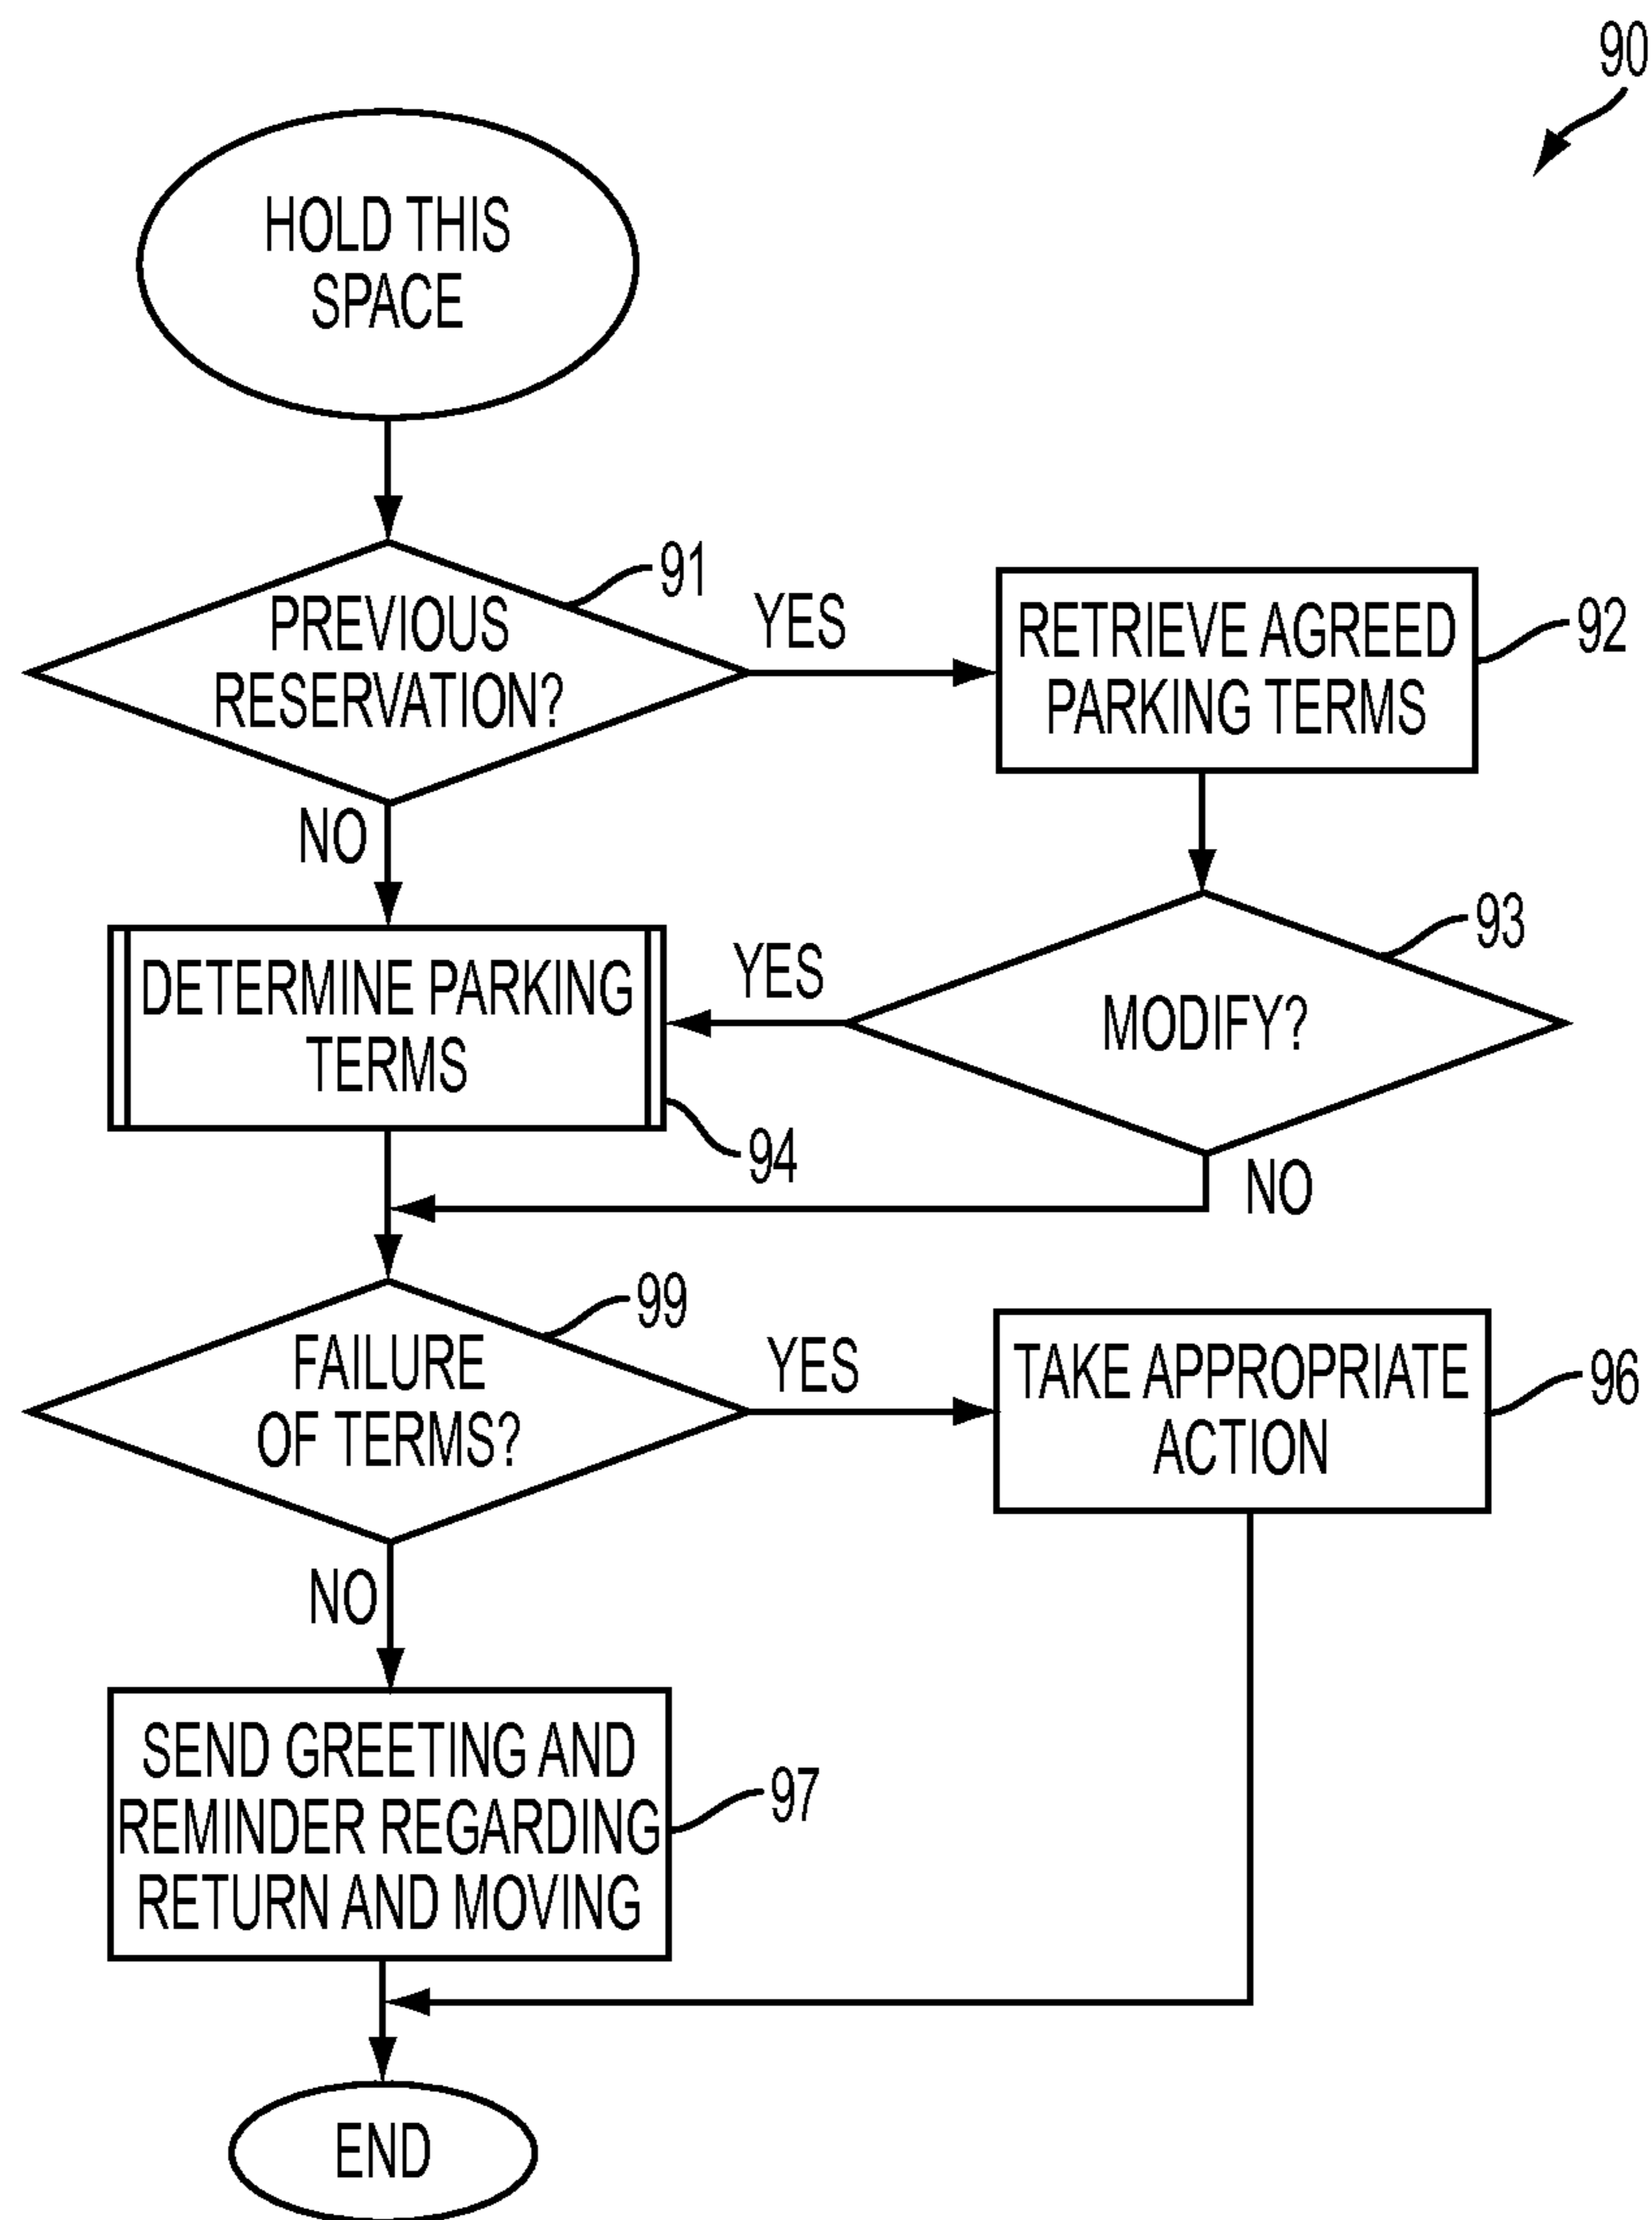 90
HOLD THIS
SPACE
91
PREVIOUS
RESERVATION?
YES
RETRIEVE AGREED
PARKING TERMS
92
NO
93
DETERMINE PARKING
TERMS
YES
MODIFY?
94
NO
99
FAILURE
OF TERMS?
YES
TAKE APPROPRIATE
ACTION
96
NO
SEND GREETING AND
REMINDER REGARDING
RETURN AND MOVING
97
END